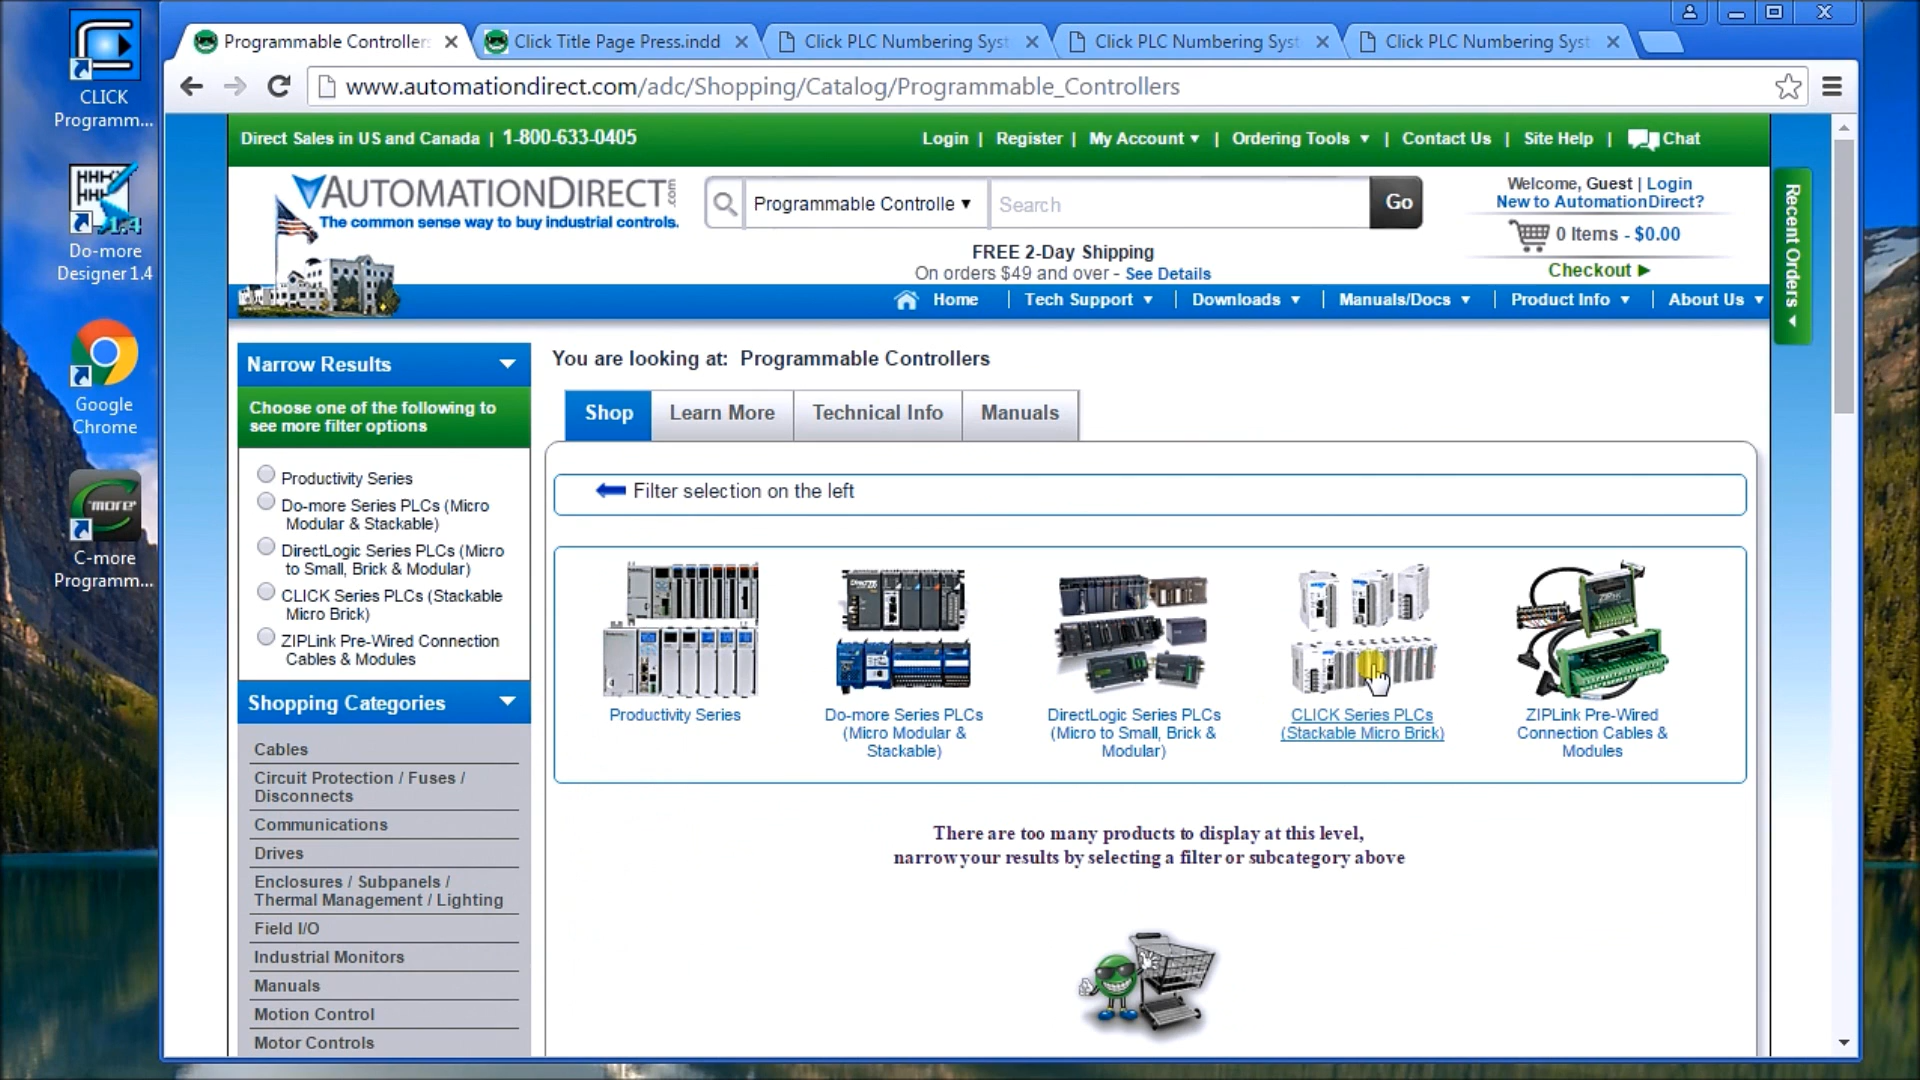 CLICK
Programm...
Do-more
Designer 1.4
Google
Chrome
C-more
Programm...
Programmable Controllers
Click Title Page Press.indd
Click PLC Numbering Syst
Click PLC Numbering Syst
Click PLC Numbering Syst
www.automationdirect.com/adc/Shopping/Catalog/Programmable_Controllers
Direct Sales in US and Canada | 1-800-633-0405
Login | Register | My Account | Ordering Tools | Contact Us | Site Help | Chat
AUTOMATIONDIRECT.com
The common sense way to buy industrial controls.
Programmable Controlle
Search
Go
Welcome, Guest | Login
New to AutomationDirect?
0 Items - $0.00
Checkout
FREE 2-Day Shipping
On orders $49 and over - See Details
Recent Orders
Home | Tech Support | Downloads | Manuals/Docs | Product Info | About Us
Narrow Results
Choose one of the following to
see more filter options
Productivity Series
Do-more Series PLCs (Micro
Modular & Stackable)
DirectLogic Series PLCs (Micro
to Small, Brick & Modular)
CLICK Series PLCs (Stackable
Micro Brick)
ZIPLink Pre-Wired Connection
Cables & Modules
Shopping Categories
Cables
Circuit Protection / Fuses /
Disconnects
Communications
Drives
Enclosures / Subpanels /
Thermal Management / Lighting
Field I/O
Industrial Monitors
Manuals
Motion Control
Motor Controls
You are looking at: Programmable Controllers
Shop
Learn More
Technical Info
Manuals
Filter selection on the left
Productivity Series
Do-more Series PLCs
(Micro Modular &
Stackable)
DirectLogic Series PLCs
(Micro to Small, Brick &
Modular)
CLICK Series PLCs
(Stackable Micro Brick)
ZIPLink Pre-Wired
Connection Cables &
Modules
There are too many products to display at this level,
narrow your results by selecting a filter or subcategory above